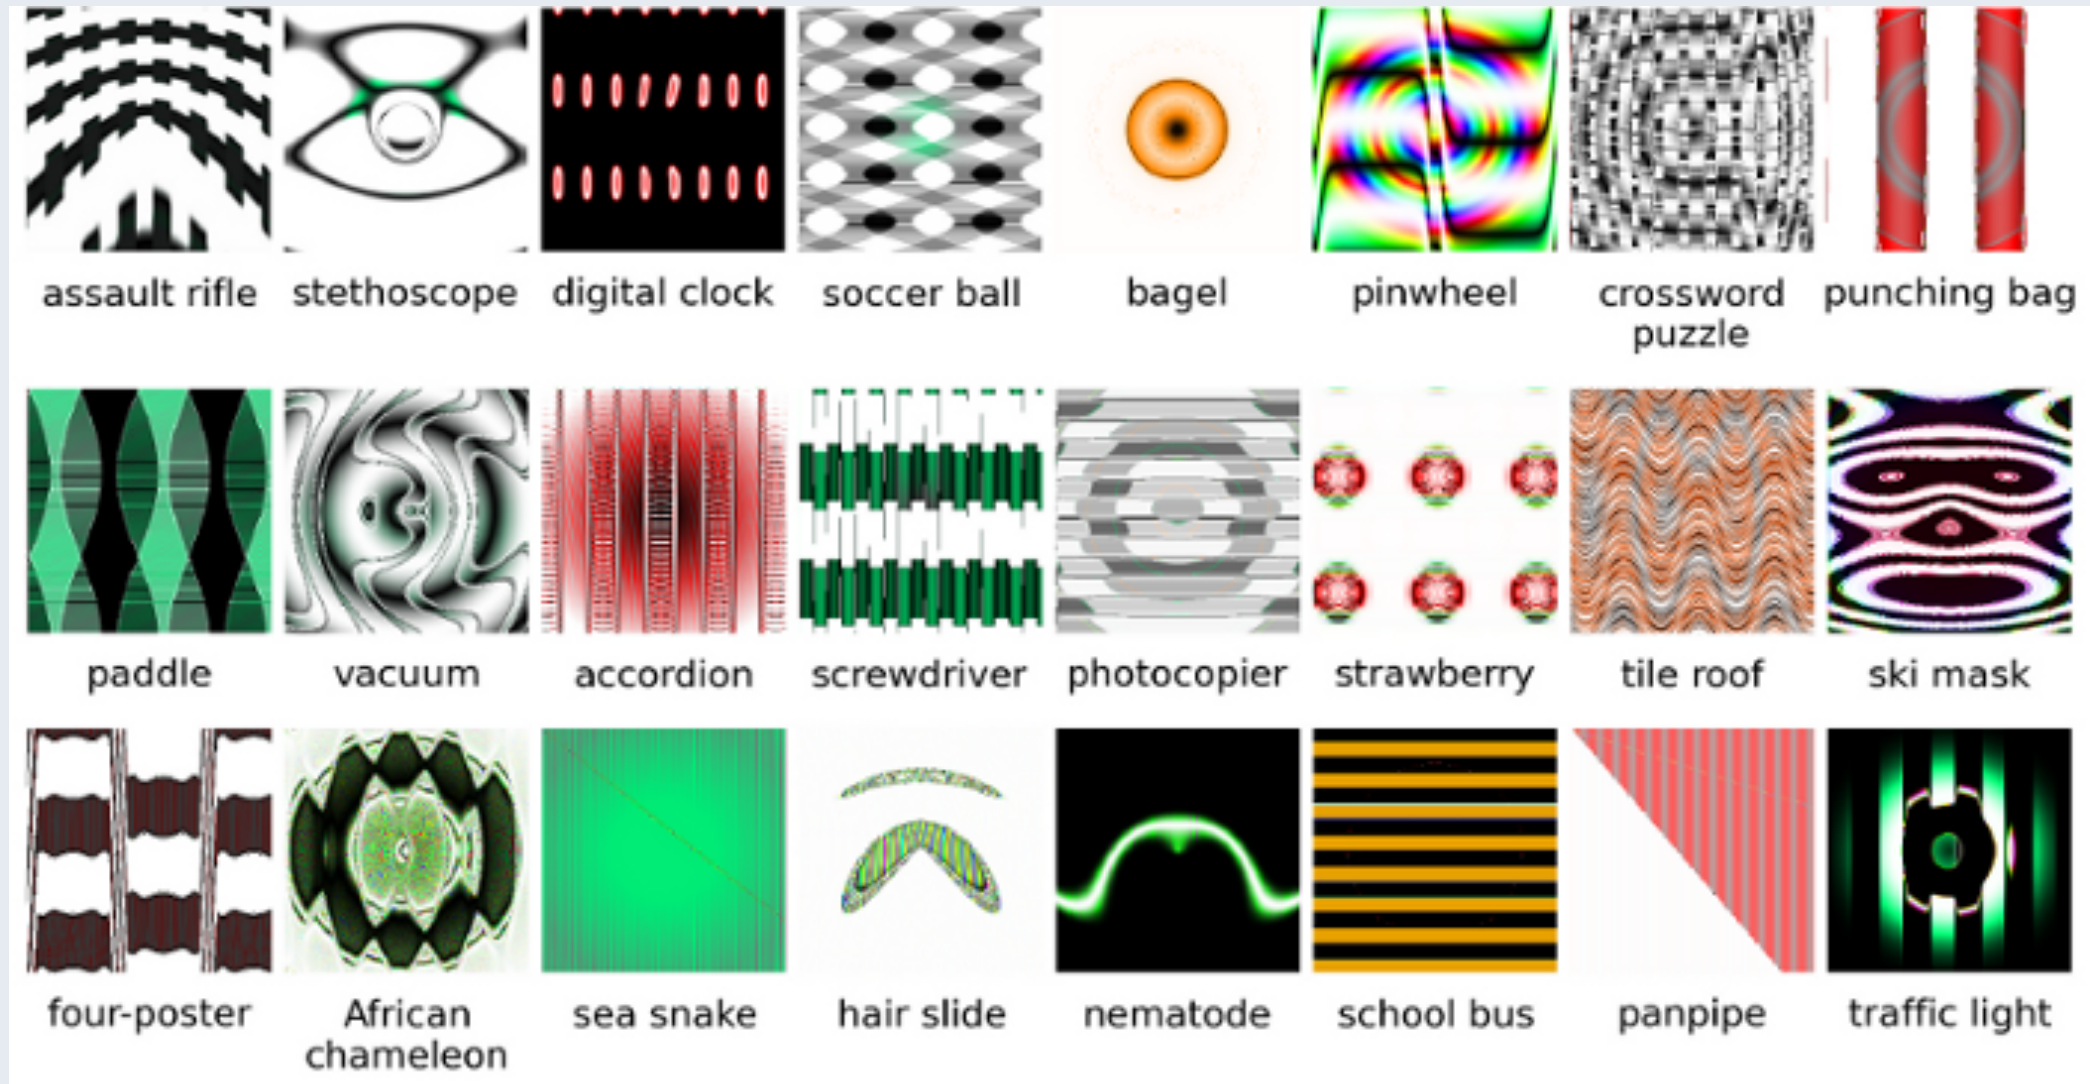 assault rifle stethoscope digital clock soccer ball bagel pinwheel crossword punching bag
puzzle
paddle vacuum accordion screwdriver photocopier strawberry tile roof ski mask
four-poster African sea snake hair slide nematode school bus panpipe traffic light
chameleon